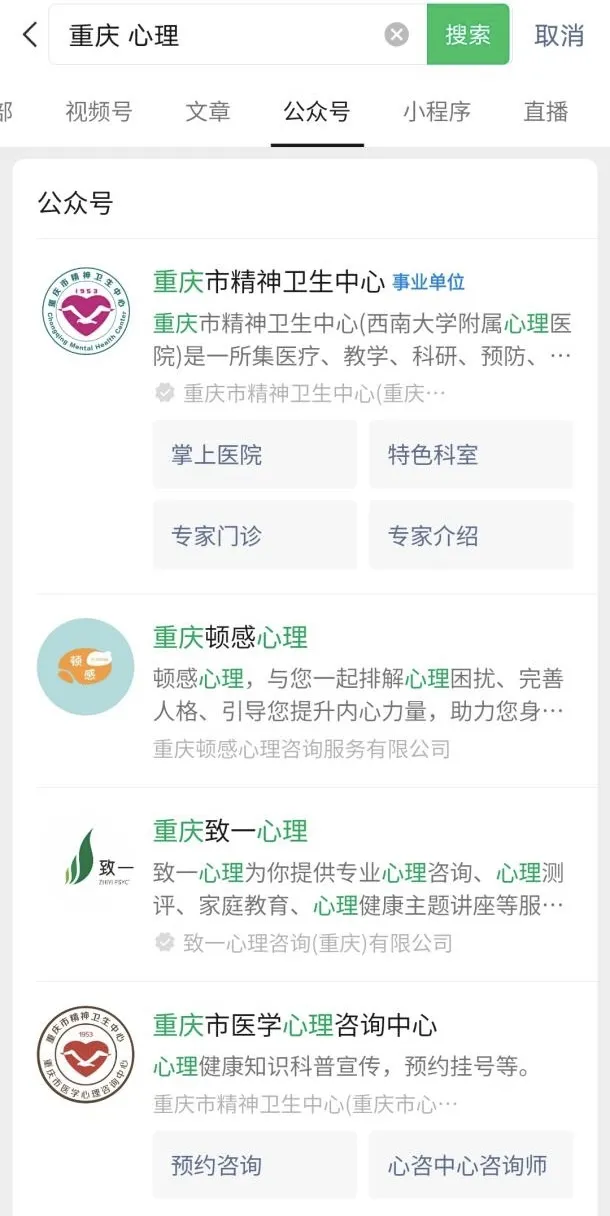 重庆 心理
搜索
取消
部
视频号
文章
公众号
小程序
直播
公众号
重庆市精神卫生中心
1953
Chongqing Mental Health Center
重庆市精神卫生中心 事业单位
重庆市精神卫生中心(西南大学附属心理医
院)是一所集医疗、教学、科研、预防、…
重庆市精神卫生中心(重庆…
掌上医院
特色科室
专家门诊
专家介绍
顿
感
重庆顿感心理
顿感心理，与您一起排解心理困扰、完善
人格、引导您提升内心力量，助力您身…
重庆顿感心理咨询服务有限公司
致一
ZHIYI PSYC
重庆致一心理
致一心理为你提供专业心理咨询、心理测
评、家庭教育、心理健康主题讲座等服…
致一心理咨询(重庆)有限公司
重庆市精神卫生中心
1953
重庆市医学心理咨询中心
重庆市医学心理咨询中心
心理健康知识科普宣传，预约挂号等。
重庆市精神卫生中心(重庆市心…
预约咨询
心咨中心咨询师